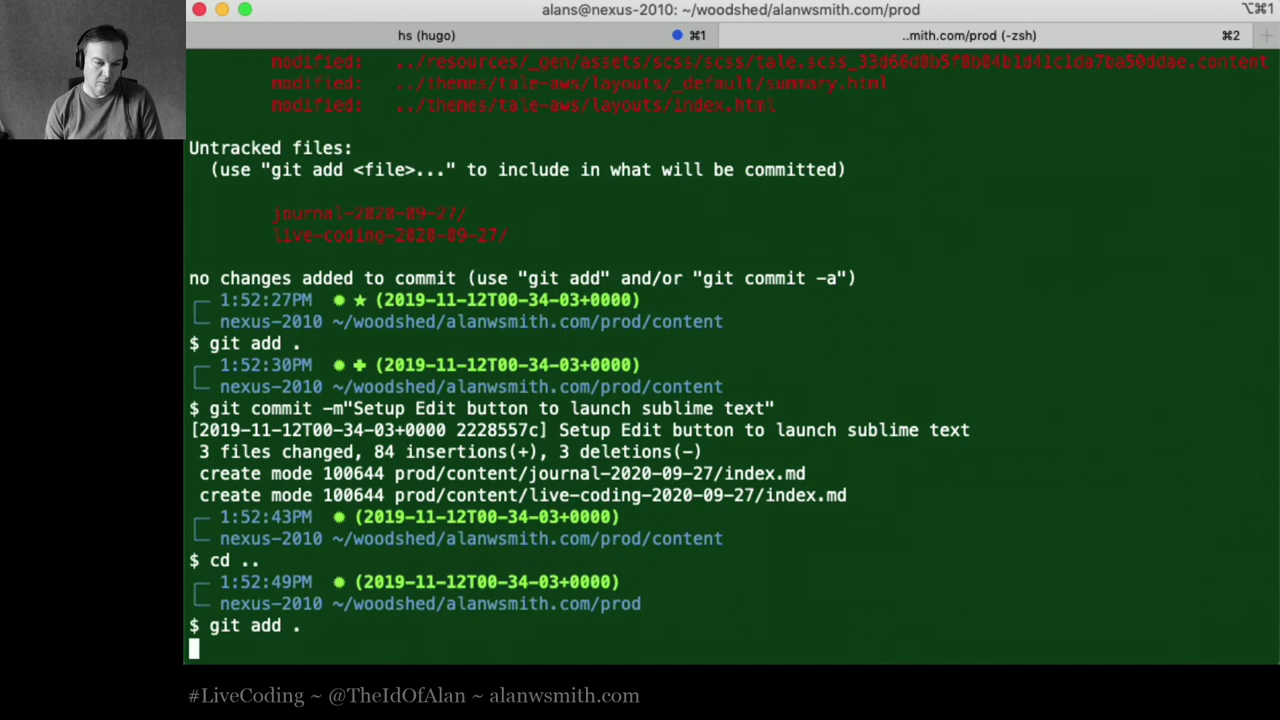 alans@nexus-2010: ~/woodshed/alanwsmith.com/prod ⌥⌘1
hs (hugo) ⌘1 ..mith.com/prod (-zsh) ⌘2
modified: ../resources/_gen/assets/scss/scss/tale.scss_33d66d0b5f8b04b1d41c1da7ba50ddae.content
modified: ../themes/tale-aws/layouts/_default/summary.html
modified: ../themes/tale-aws/layouts/index.html
Untracked files:
(use "git add <file>..." to include in what will be committed)
journal-2020-09-27/
live-coding-2020-09-27/
no changes added to commit (use "git add" and/or "git commit -a")
1:52:27PM ✹ ★ (2019-11-12T00-34-03+0000)
nexus-2010 ~/woodshed/alanwsmith.com/prod/content
$ git add .
1:52:30PM ✹ ✚ (2019-11-12T00-34-03+0000)
nexus-2010 ~/woodshed/alanwsmith.com/prod/content
$ git commit -m"Setup Edit button to launch sublime text"
[2019-11-12T00-34-03+0000 2228557c] Setup Edit button to launch sublime text
3 files changed, 84 insertions(+), 3 deletions(-)
create mode 100644 prod/content/journal-2020-09-27/index.md
create mode 100644 prod/content/live-coding-2020-09-27/index.md
1:52:43PM ✹ (2019-11-12T00-34-03+0000)
nexus-2010 ~/woodshed/alanwsmith.com/prod/content
$ cd ..
1:52:49PM ✹ (2019-11-12T00-34-03+0000)
nexus-2010 ~/woodshed/alanwsmith.com/prod
$ git add .
#LiveCoding ~ @TheIdOfAlan ~ alanwsmith.com